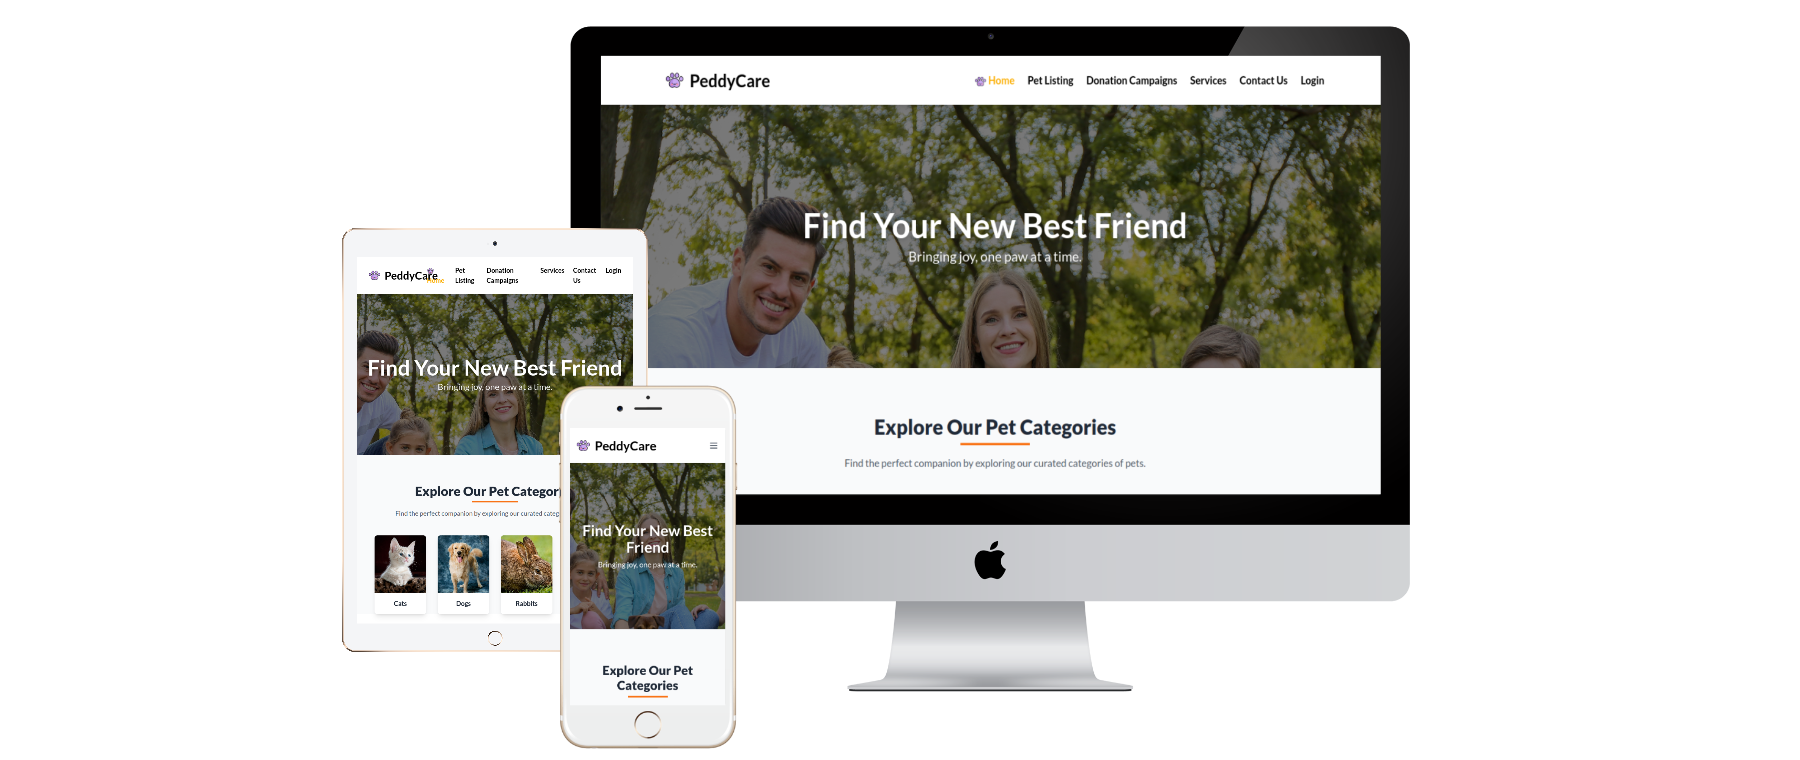 PeddyCare
Home Pet Listing Donation Campaigns Services Contact Us Login
Find Your New Best Friend
Bringing joy, one paw at a time.
Explore Our Pet Categories
Find the perfect companion by exploring our curated categories of pets.
PeddyCare
Home
Pet
Listing
Donation
Campaigns
Services
Contact
Us
Login
Find Your New Best Friend
Bringing joy, one paw at a time.
Explore Our Pet Categor
Find the perfect companion by exploring our curated categ
Cats
Dogs
Rabbits
PeddyCare
Find Your New Best
Friend
Bringing joy, one paw at a time.
Explore Our Pet
Categories